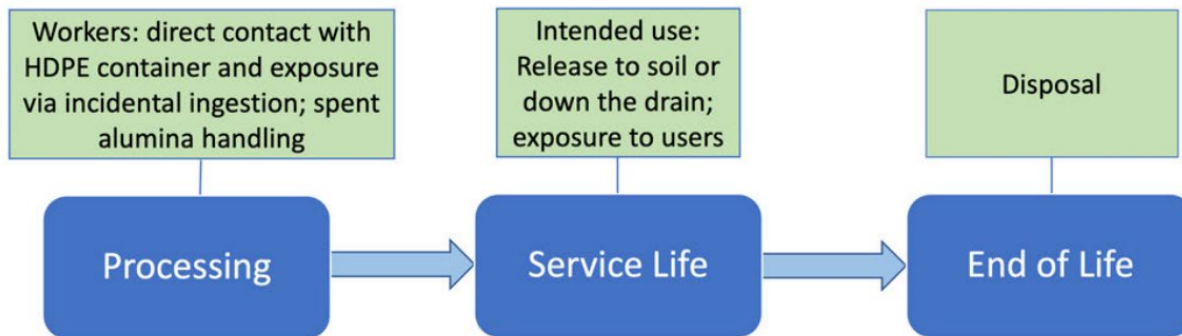 Workers: direct contact with
HDPE container and exposure
via incidental ingestion; spent
alumina handling
Intended use:
Release to soil or
down the drain;
exposure to users
Disposal
Processing
Service Life
End of Life